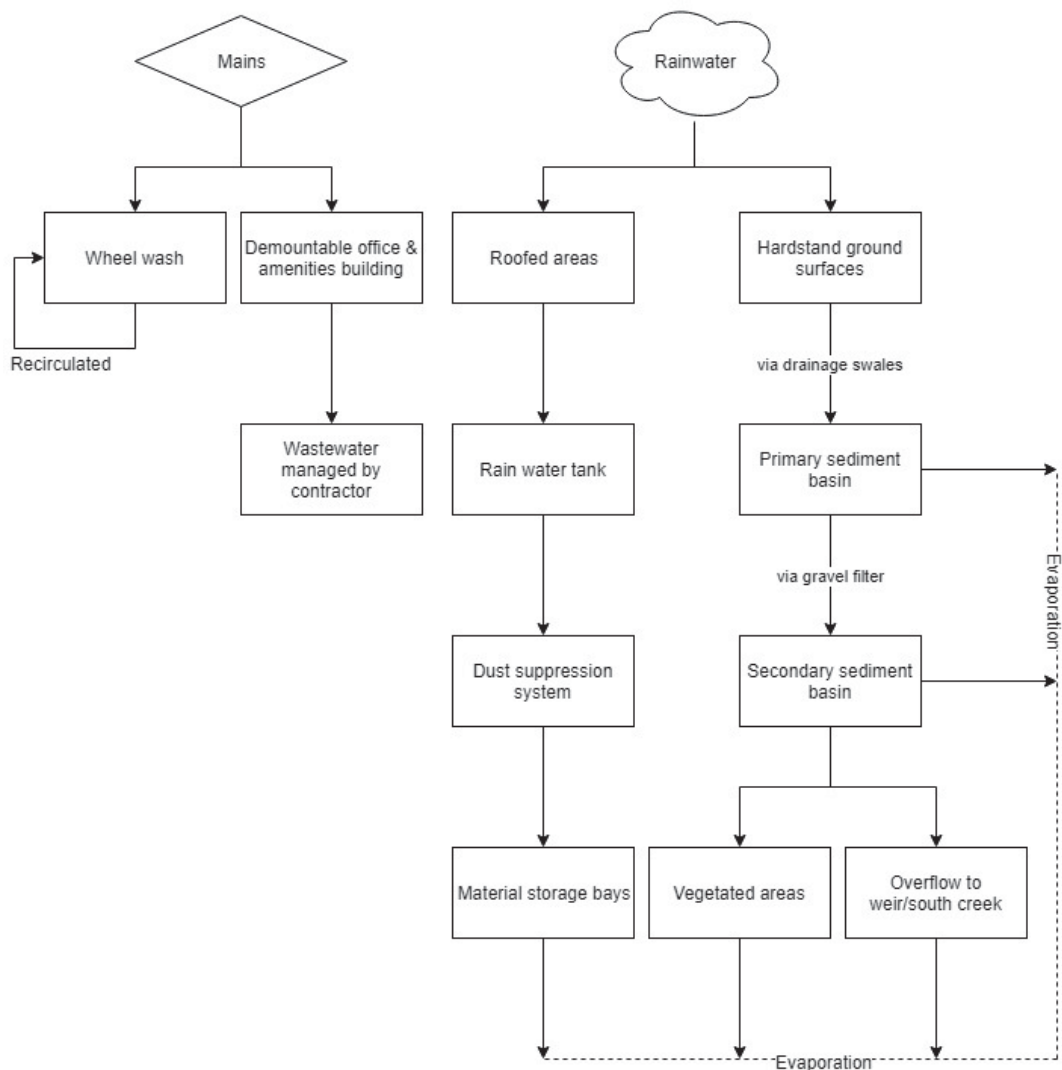 Mains
Rainwater
Wheel wash
Demountable office &
amenities building
Roofed areas
Hardstand ground
surfaces
Recirculated
via drainage swales
Wastewater
managed by
contractor
Rain water tank
Primary sediment
basin
via gravel filter
Evaporation
Dust suppression
system
Secondary sediment
basin
Material storage bays
Vegetated areas
Overflow to
weir/south creek
Evaporation